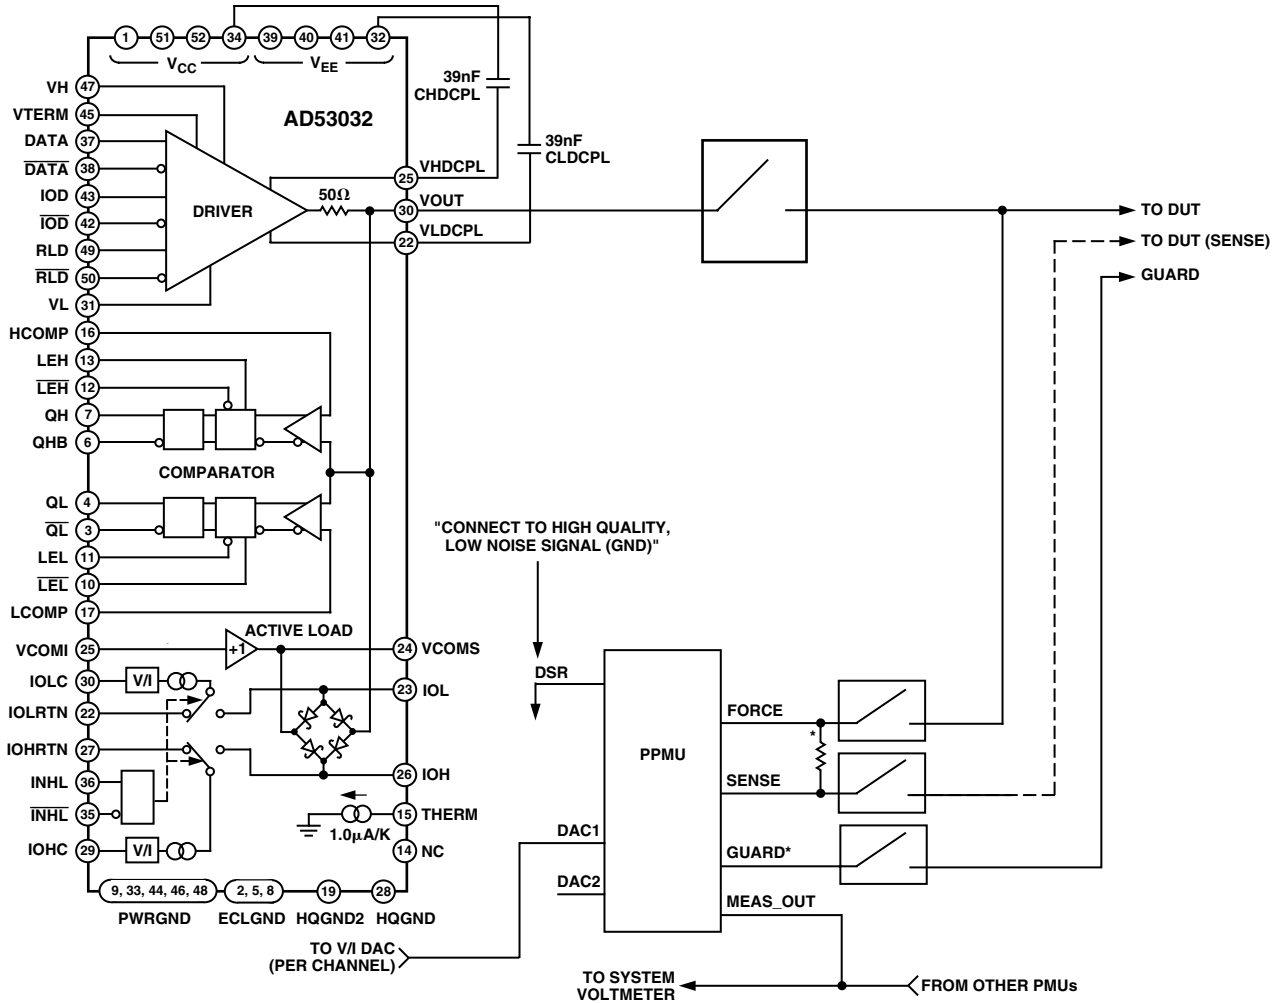 1 51 52 34 39 40 41 32
VCC VEE
39nF
CHDCPL
39nF
CLDCPL
AD53032
VH 47
VTERM 45
DATA 37
DATA 38
IOD 43
IOD 42
RLD 49
RLD 50
VL 31
DRIVER
50Ω
25 VHDCPL
30 VOUT
22 VLDCPL
TO DUT
TO DUT (SENSE)
GUARD
HCOMP 16
LEH 13
LEH 12
QH 7
QHB 6
COMPARATOR
QL 4
QL 3
LEL 11
LEL 10
LCOMP 17
"CONNECT TO HIGH QUALITY,
LOW NOISE SIGNAL (GND)"
VCOMI 25
ACTIVE LOAD
+1
24 VCOMS
IOLC 30
V/I
23 IOL
IOLRTN 22
IOHRTN 27
26 IOH
INHL 36
INHL 35
15 THERM
1.0µA/K
IOHC 29
V/I
14 NC
9, 33, 44, 46, 48 2, 5, 8 19 28
PWRGND ECLGND HQGND2 HQGND
DSR
PPMU
FORCE
*
SENSE
DAC1
GUARD*
DAC2
MEAS_OUT
TO V/I DAC
(PER CHANNEL)
TO SYSTEM
VOLTMETER
FROM OTHER PMUs